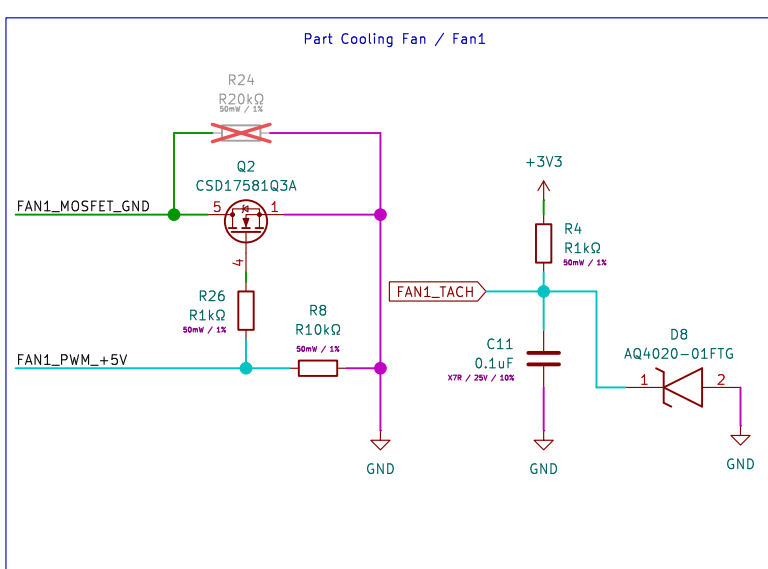 Part Cooling Fan / Fan1
R24
R20kΩ
50mW / 1%
Q2
CSD17581Q3A
FAN1_MOSFET_GND
5
1
4
R26
R1kΩ
50mW / 1%
R8
R10kΩ
50mW / 1%
FAN1_PWM_+5V
GND
+3V3
R4
R1kΩ
50mW / 1%
FAN1_TACH
C11
0.1uF
X7R / 25V / 10%
GND
D8
AQ4020-01FTG
1
2
GND